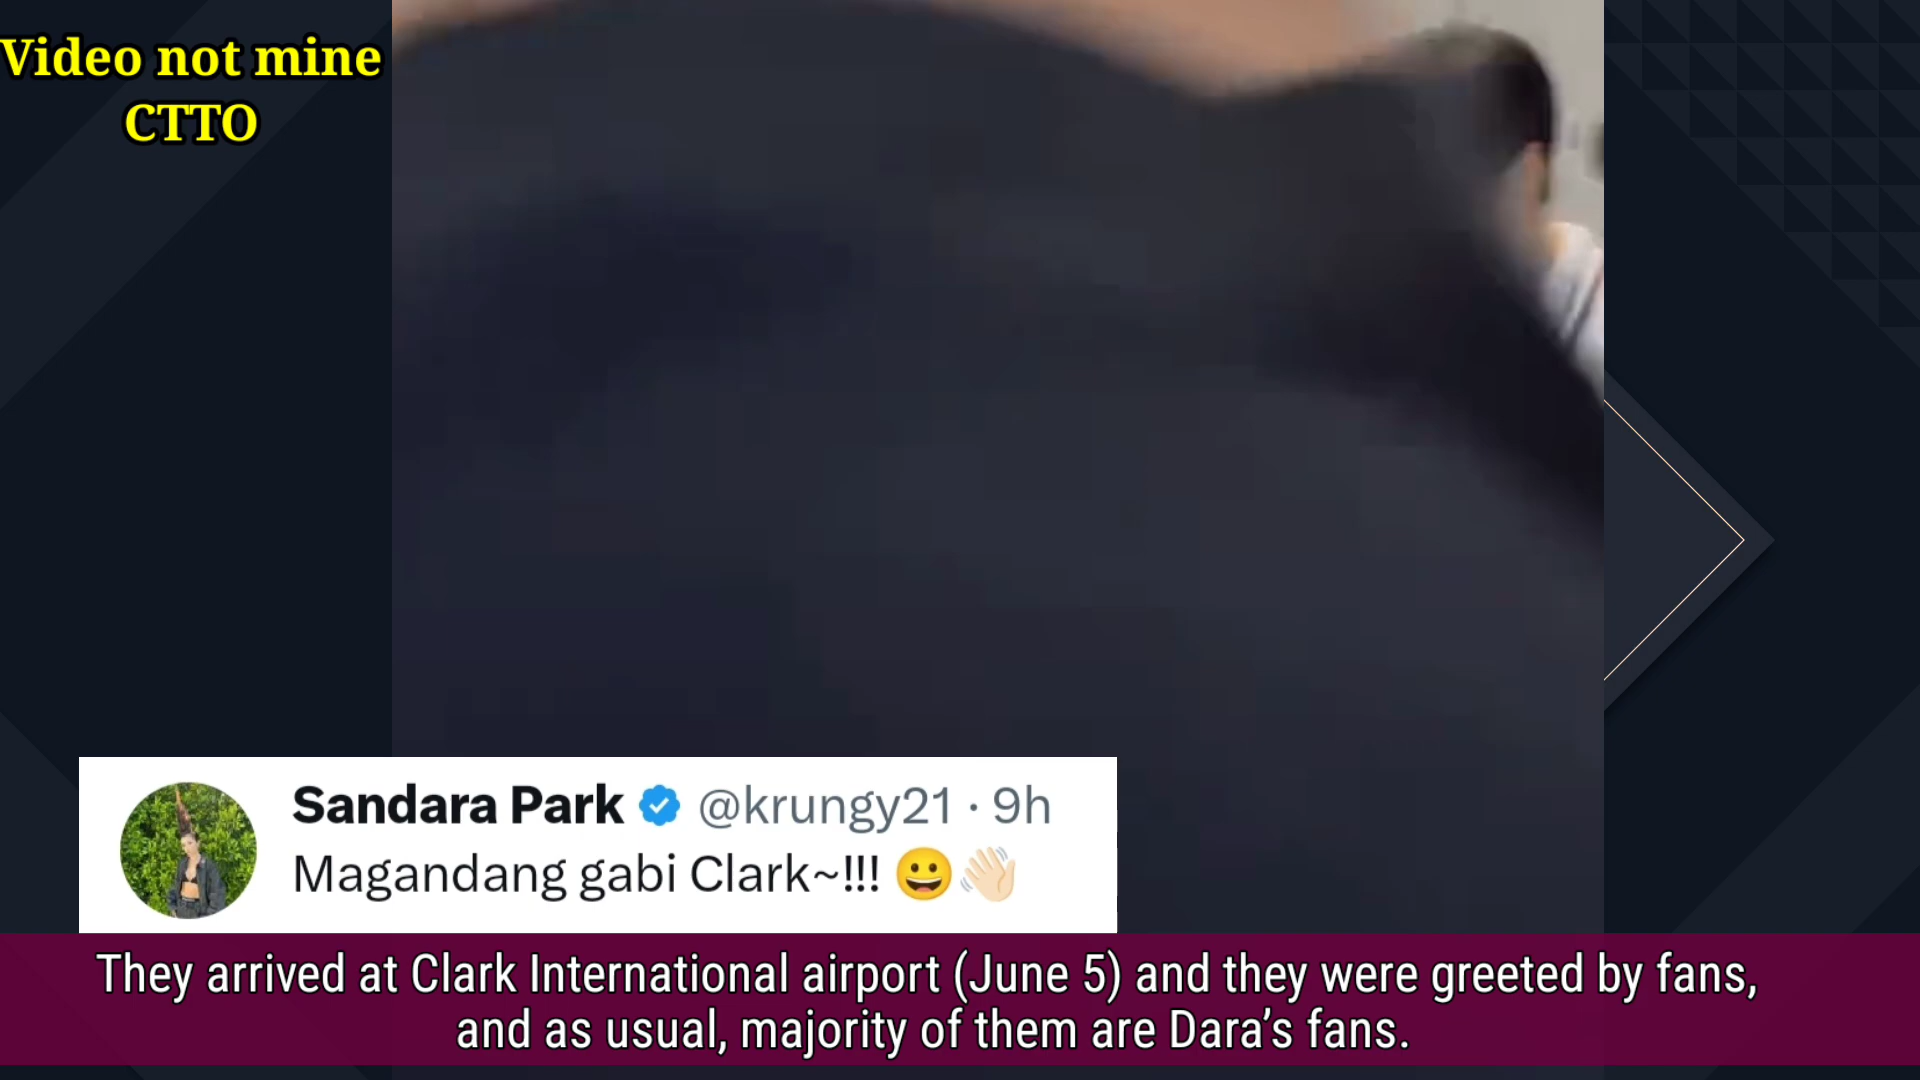 Video not mine
CTTO
Sandara Park @krungy21 · 9h
Magandang gabi Clark~!!! 😀👋🏻
They arrived at Clark International airport (June 5) and they were greeted by fans,
and as usual, majority of them are Dara’s fans.